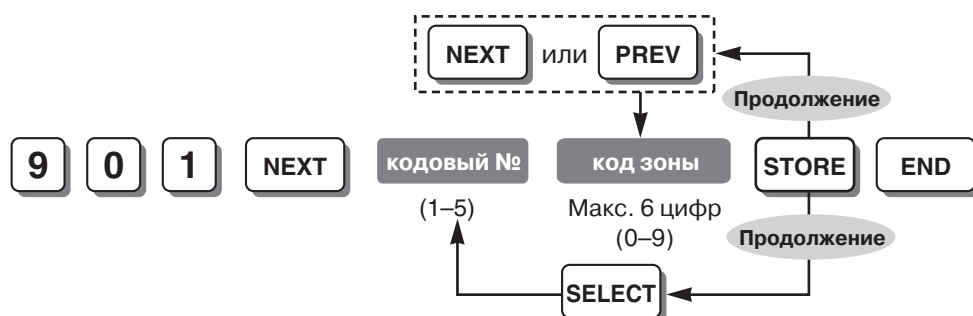 NEXT или PREV
Продолжение
9 0 1 NEXT кодовый № код зоны STORE END
(1–5) Макс. 6 цифр
(0–9)
Продолжение
SELECT